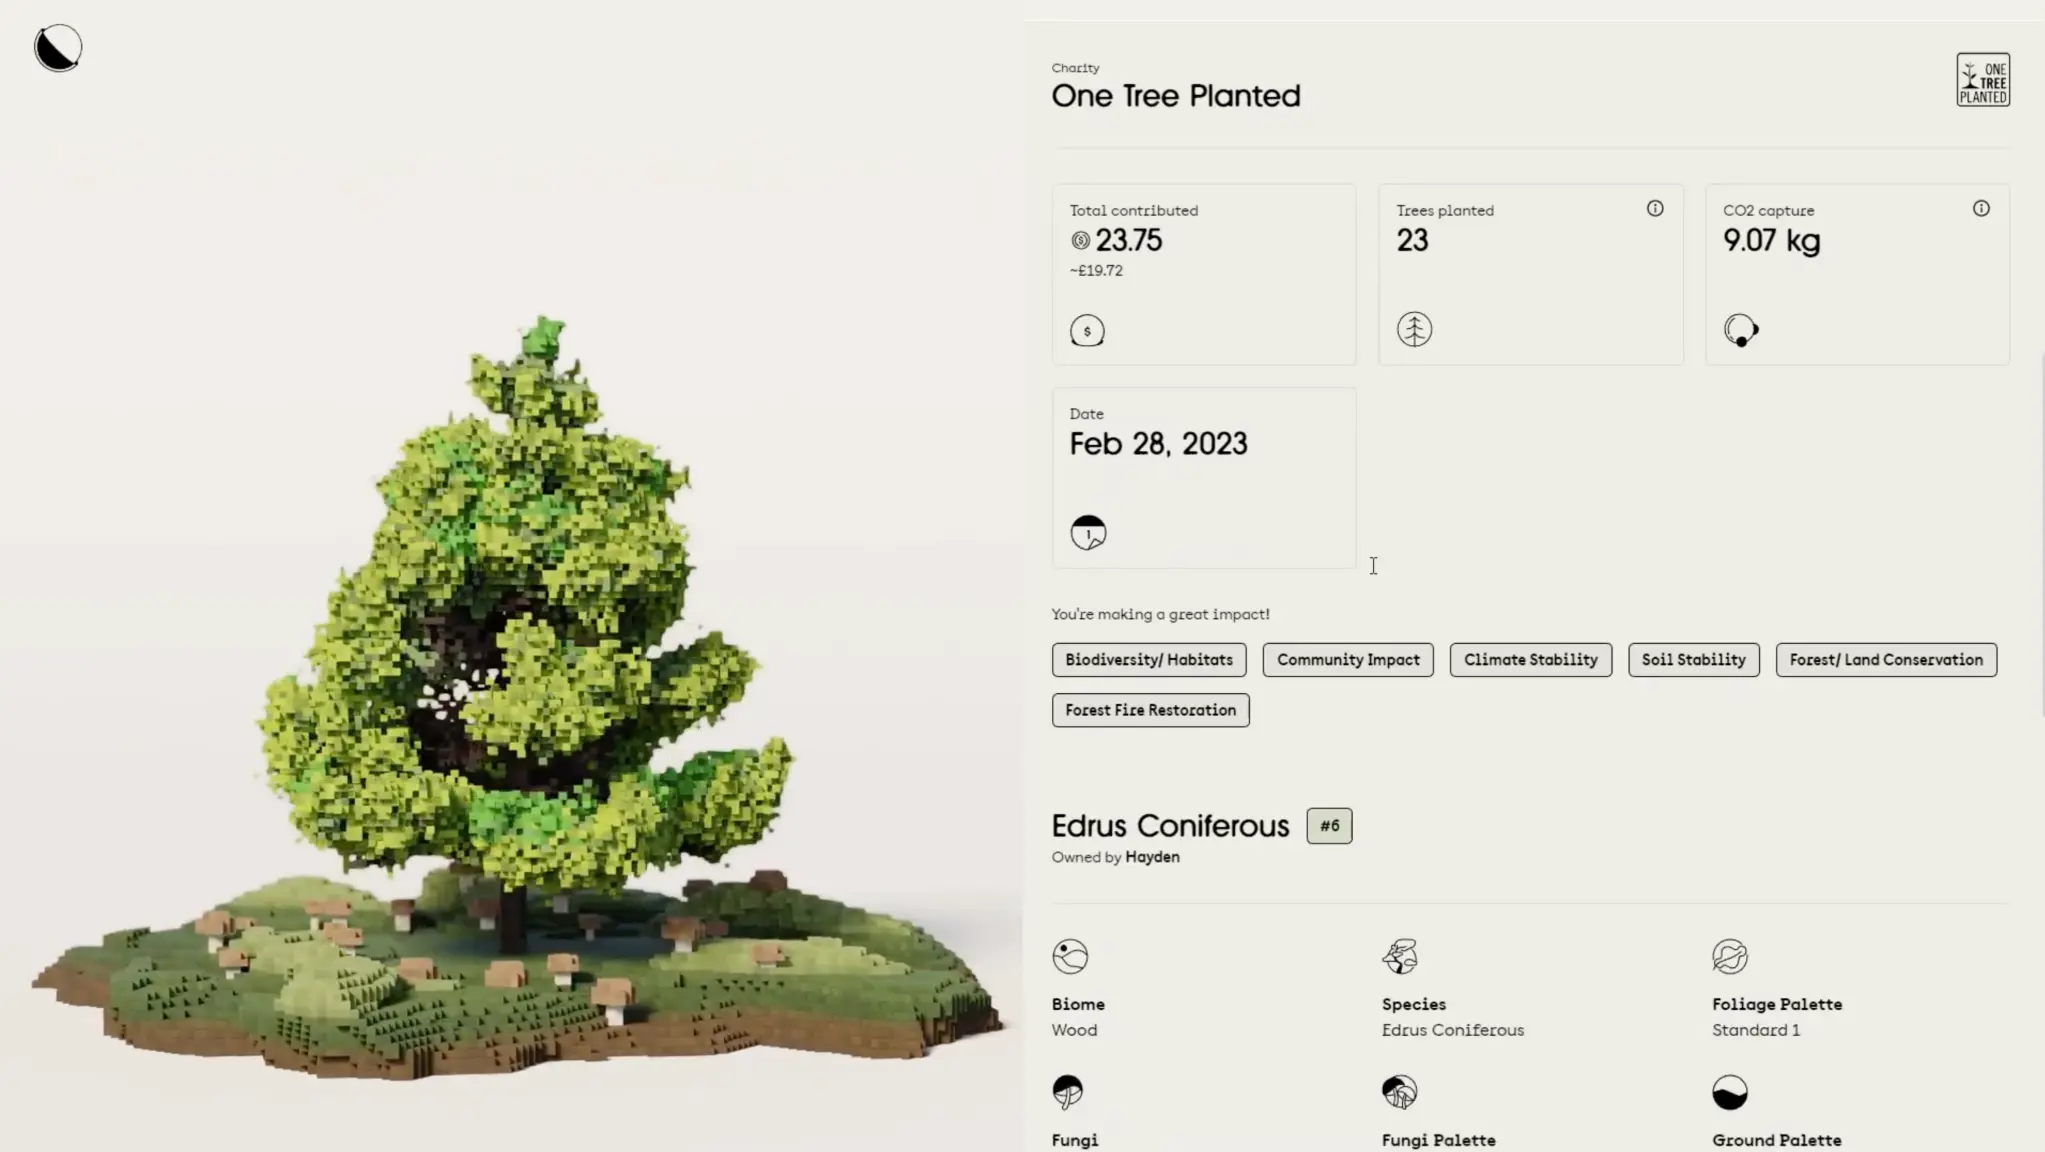 Charity
One Tree Planted
ONE
TREE
PLANTED
Total contributed
23.75
~£19.72
$
Trees planted
23
CO2 capture
9.07 kg
Date
Feb 28, 2023
1
You're making a great impact!
Biodiversity/ Habitats
Community Impact
Climate Stability
Soil Stability
Forest/ Land Conservation
Forest Fire Restoration
Edrus Coniferous
#6
Owned by Hayden
Biome
Wood
Species
Edrus Coniferous
Foliage Palette
Standard 1
Fungi
Fungi Palette
Ground Palette